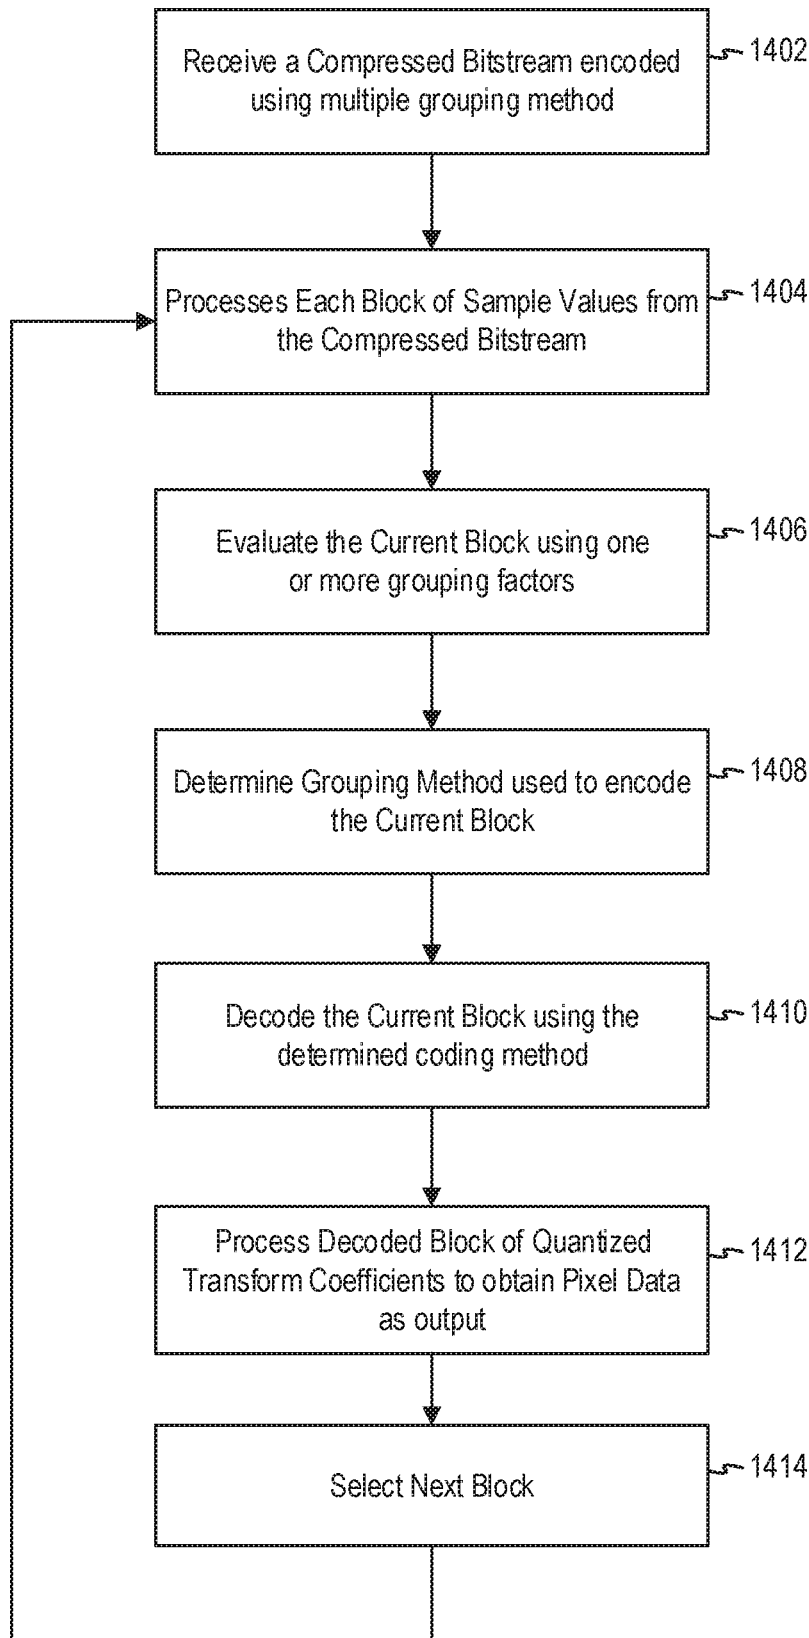 Receive a Compressed Bitstream encoded
using multiple grouping method
1402
Processes Each Block of Sample Values from
the Compressed Bitstream
1404
Evaluate the Current Block using one
or more grouping factors
1406
Determine Grouping Method used to encode
the Current Block
1408
Decode the Current Block using the
determined coding method
1410
Process Decoded Block of Quantized
Transform Coefficients to obtain Pixel Data
as output
1412
Select Next Block
1414